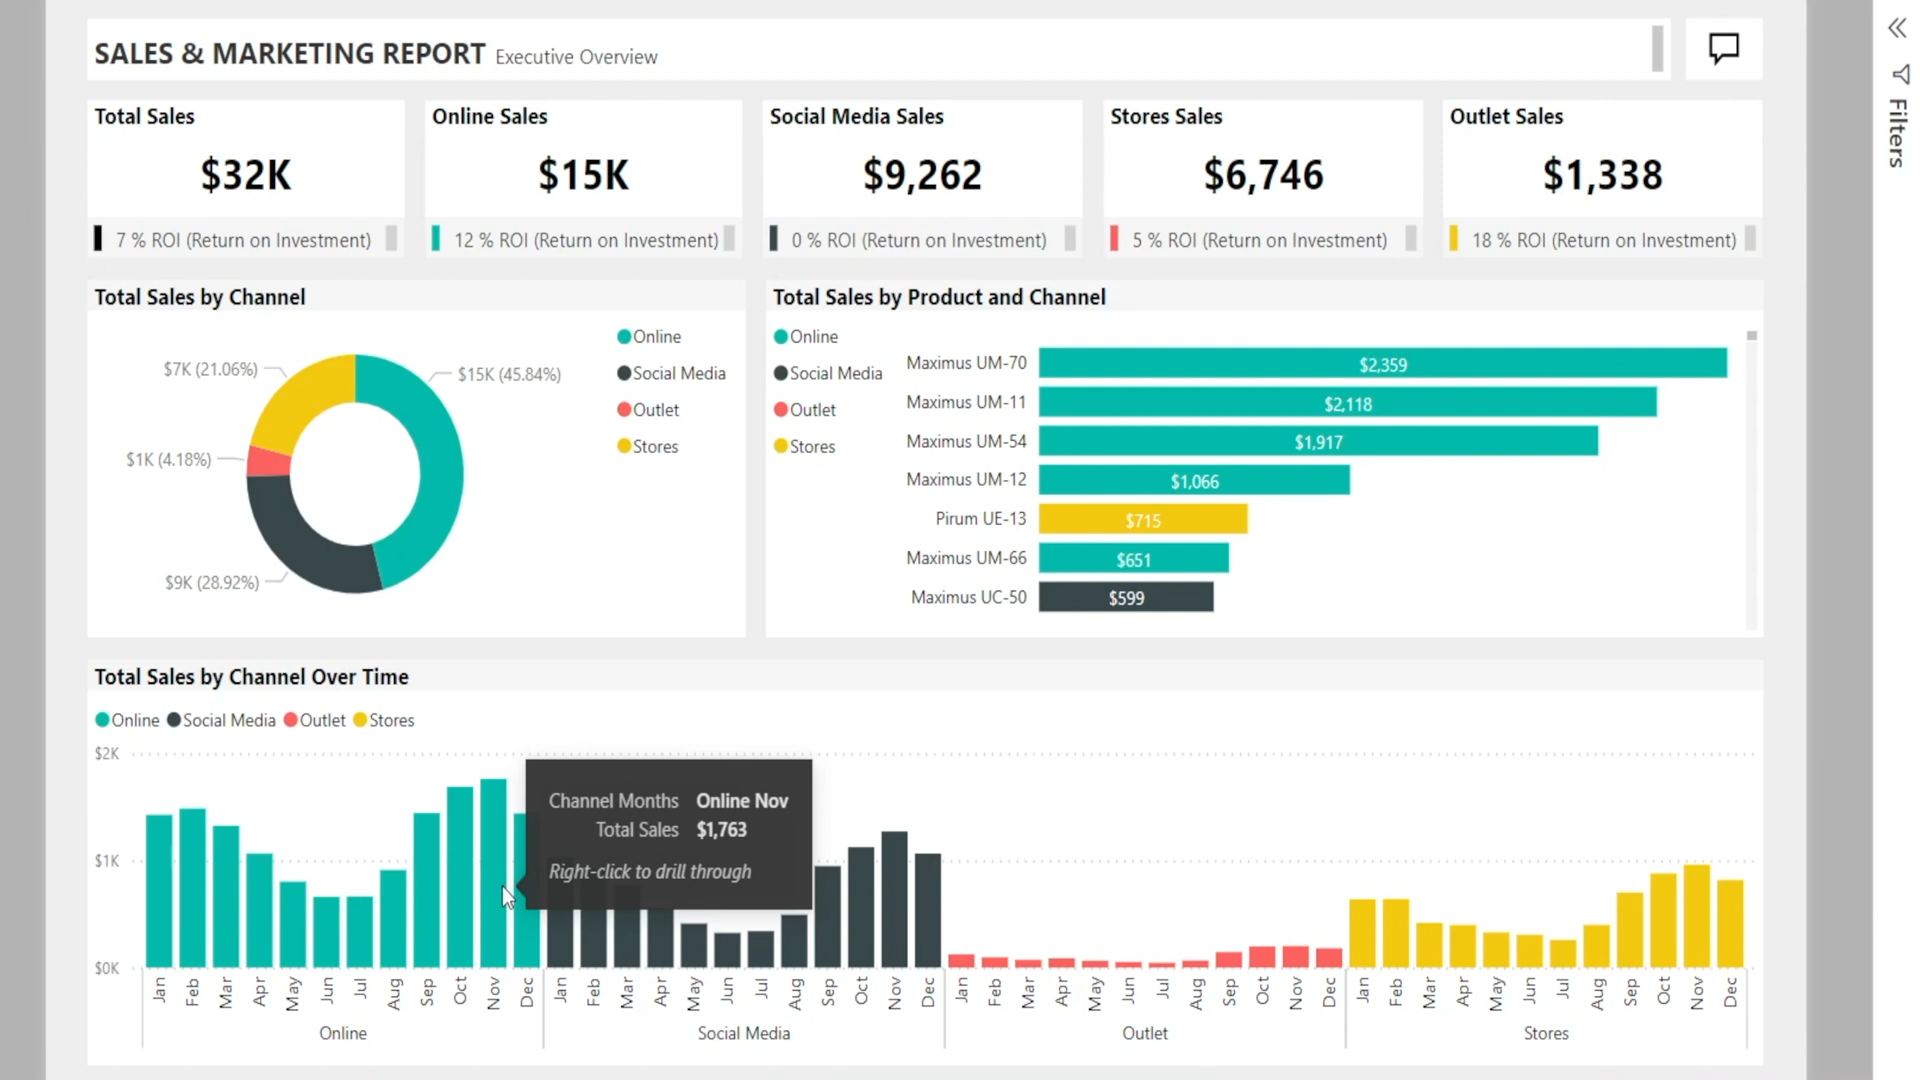 SALES & MARKETING REPORT Executive Overview
Filters
Total Sales
$32K
7 % ROI (Return on Investment)
Online Sales
$15K
12 % ROI (Return on Investment)
Social Media Sales
$9,262
0 % ROI (Return on Investment)
Stores Sales
$6,746
5 % ROI (Return on Investment)
Outlet Sales
$1,338
18 % ROI (Return on Investment)
Total Sales by Channel
$7K (21.06%)
$15K (45.84%)
$1K (4.18%)
$9K (28.92%)
Online
Social Media
Outlet
Stores
Total Sales by Product and Channel
Online
Social Media
Outlet
Stores
Maximus UM-70 $2,359
Maximus UM-11 $2,118
Maximus UM-54 $1,917
Maximus UM-12 $1,066
Pirum UE-13 $715
Maximus UM-66 $651
Maximus UC-50 $599
Total Sales by Channel Over Time
Online Social Media Outlet Stores
$2K
$1K
$0K
Channel Months Online Nov
Total Sales $1,763
Right-click to drill through
Jan Feb Mar Apr May Jun Jul Aug Sep Oct Nov Dec Jan Feb Mar Apr May Jun Jul Aug Sep Oct Nov Dec Jan Feb Mar Apr May Jun Jul Aug Sep Oct Nov Dec Jan Feb Mar Apr May Jun Jul Aug Sep Oct Nov Dec
Online Social Media Outlet Stores